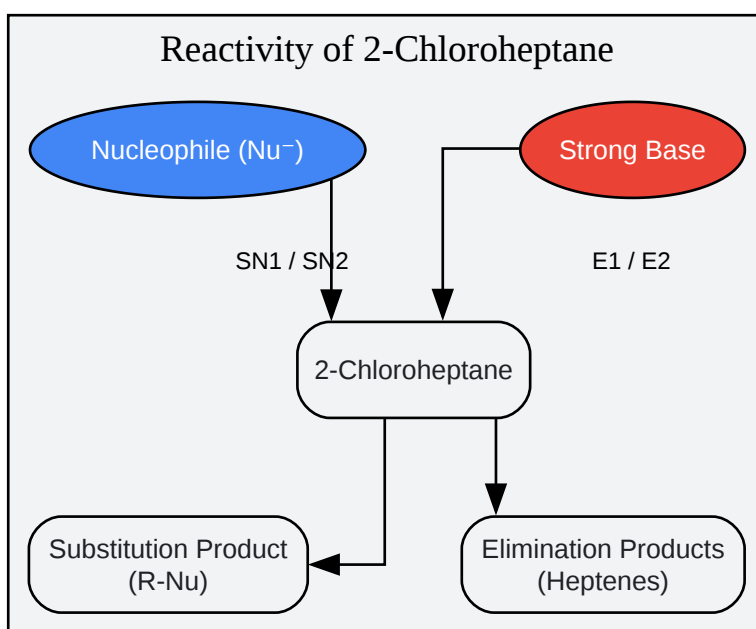 Reactivity of 2-Chloroheptane
Nucleophile (Nu⁻)
Strong Base
SN1 / SN2
E1 / E2
2-Chloroheptane
Substitution Product
(R-Nu)
Elimination Products
(Heptenes)